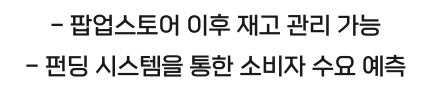 - 팝업스토어 이후 재고 관리 가능
- 펀딩 시스템을 통한 소비자 수요 예측